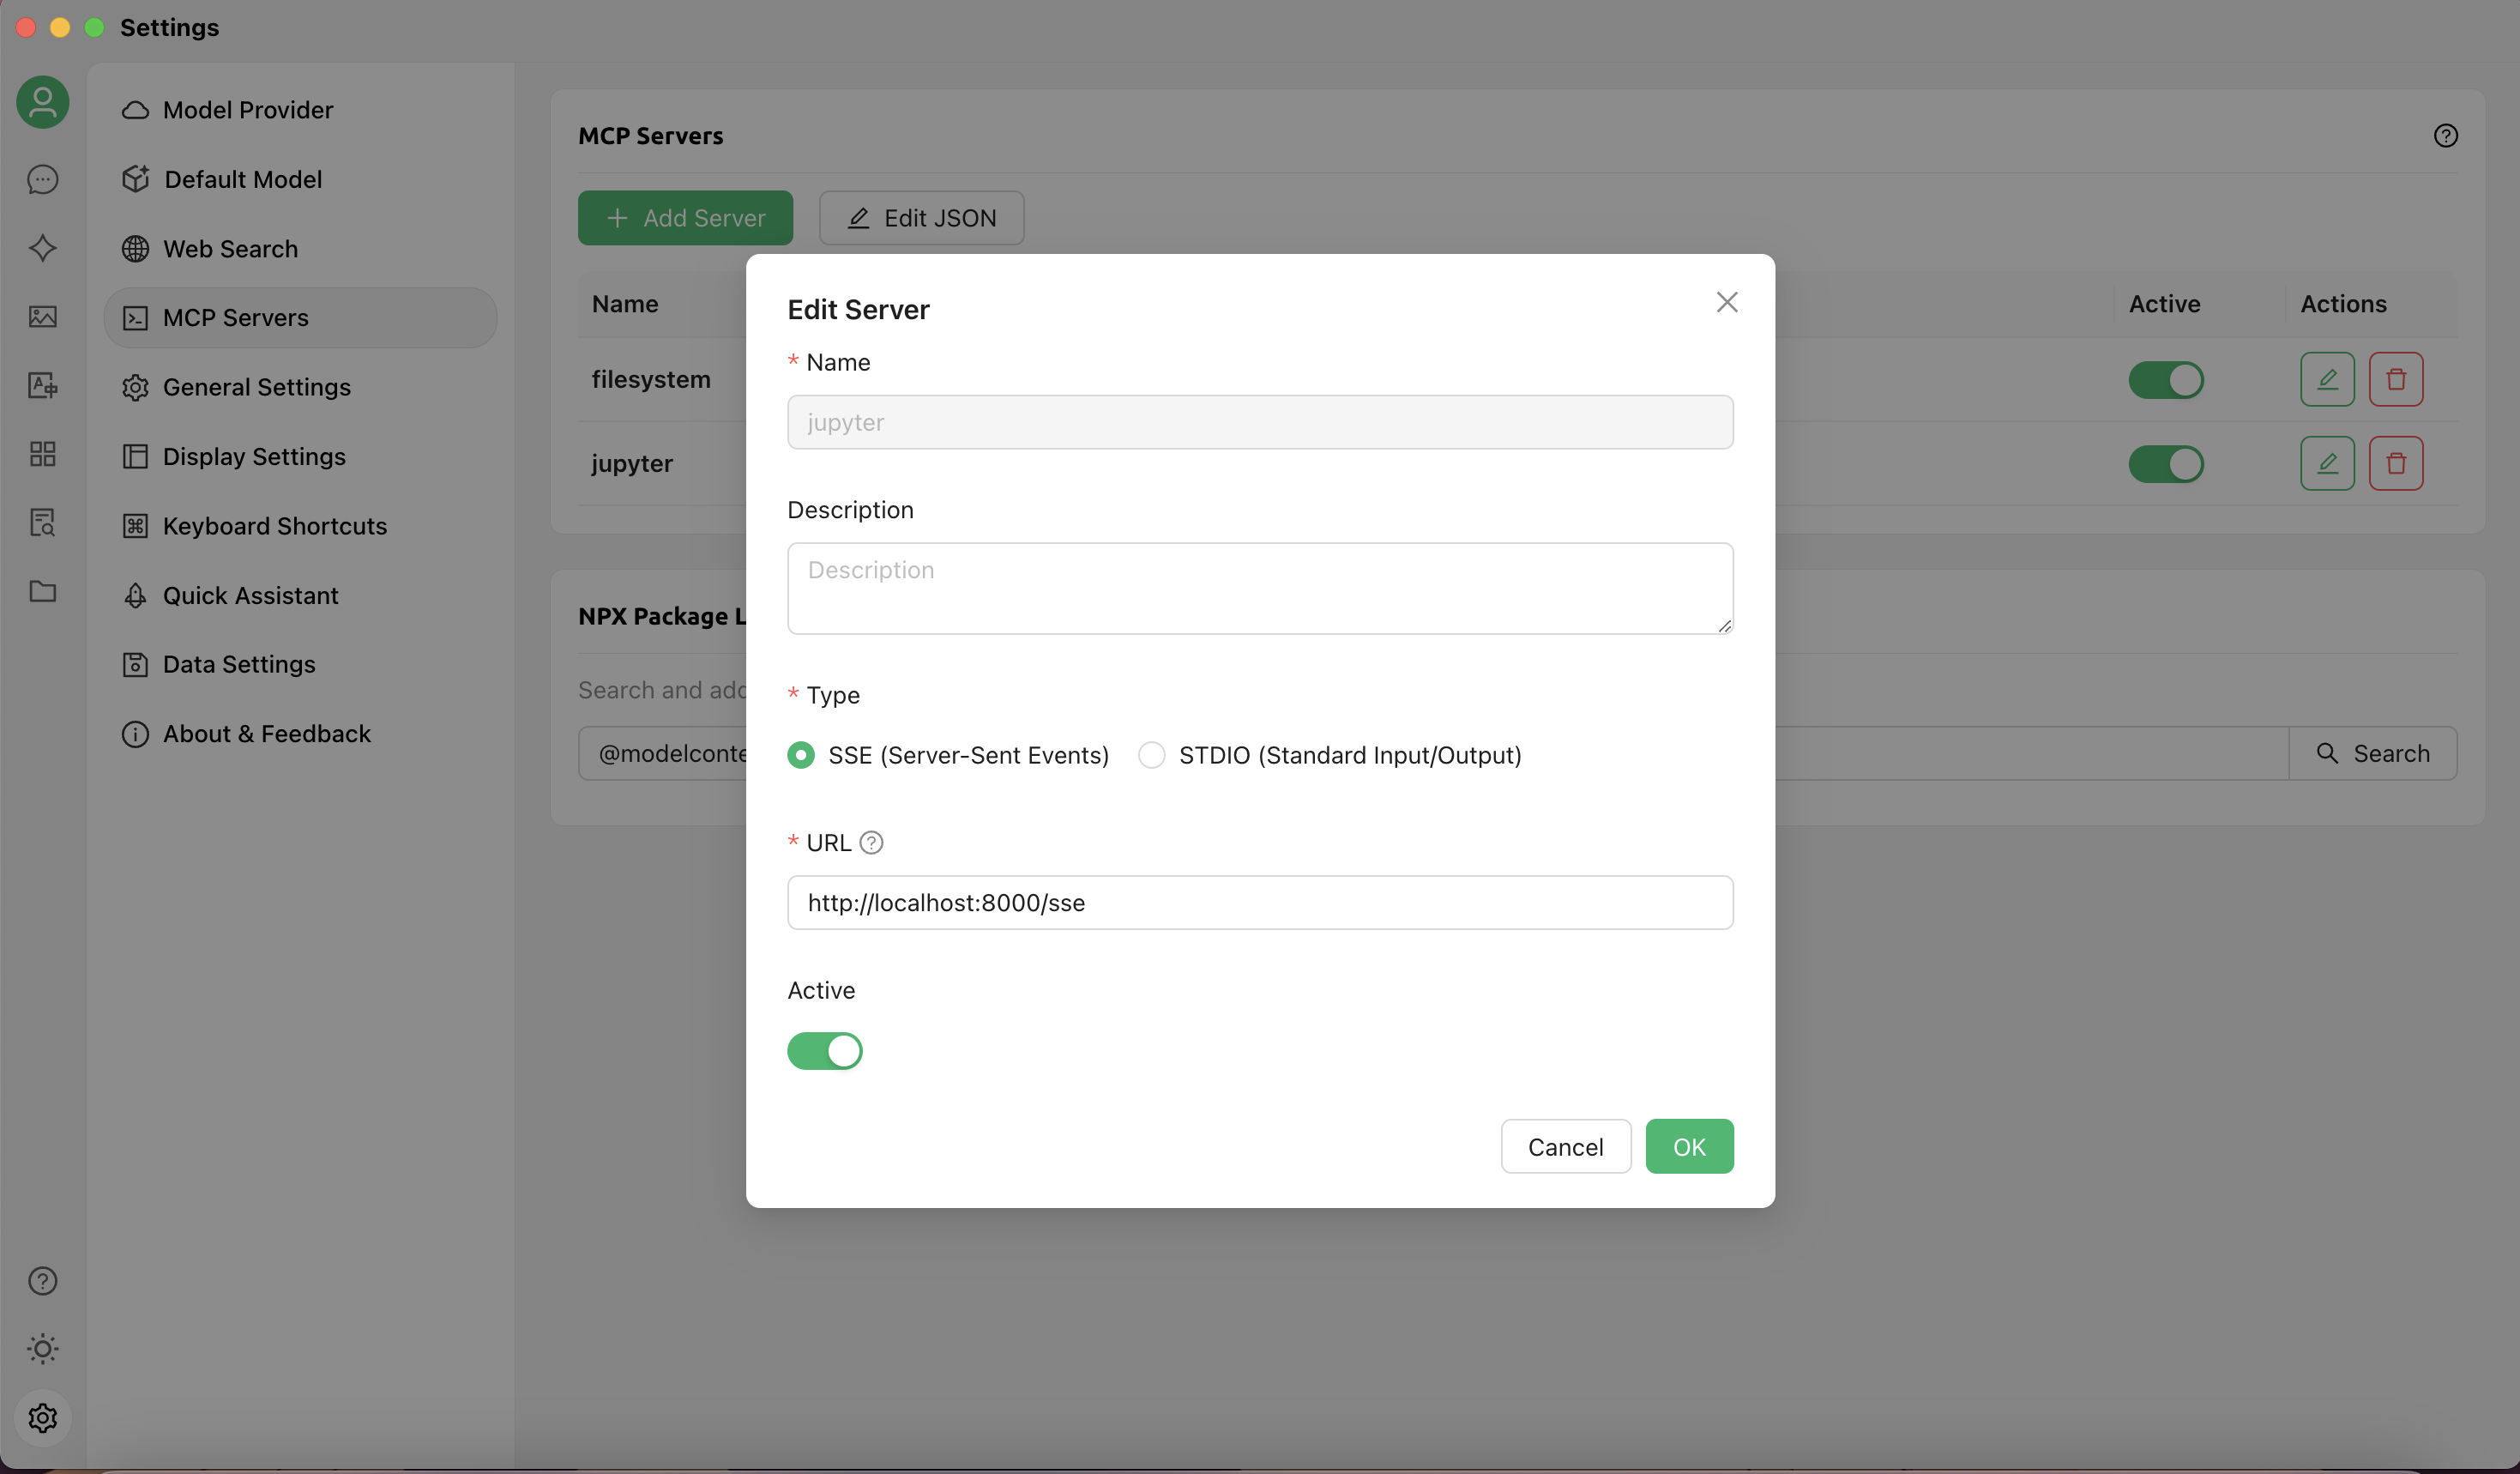 Settings
Model Provider
Default Model
Web Search
MCP Servers
General Settings
Display Settings
Keyboard Shortcuts
Quick Assistant
Data Settings
About & Feedback
MCP Servers
Add Server
Edit JSON
Name
Active
Actions
filesystem
jupyter
NPX Package L
Search and add
@modelconte
Search
Edit Server
* Name
jupyter
Description
Description
* Type
SSE (Server-Sent Events)
STDIO (Standard Input/Output)
* URL
http://localhost:8000/sse
Active
Cancel
OK